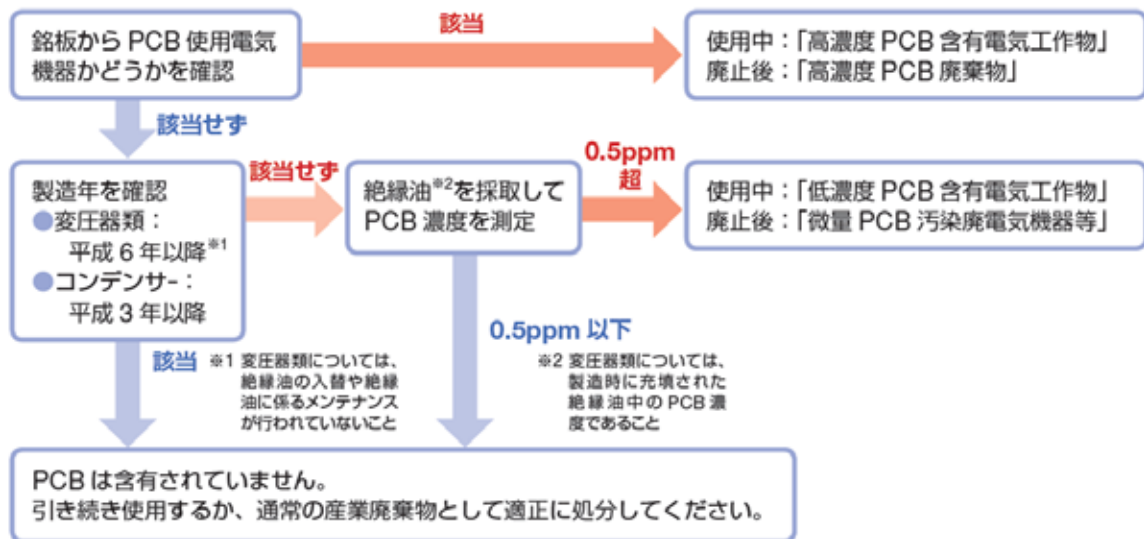 該当
銘板から PCB 使用電気
機器かどうかを確認
使用中：「高濃度 PCB 含有電気工作物」
廃止後：「高濃度 PCB 廃棄物」
該当せず
製造年を確認
●変圧器類：
平成 6 年以降※1
●コンデンサｰ：
平成 3 年以降
該当せず
絶縁油※2を採取して
PCB 濃度を測定
0.5ppm
超
使用中：「低濃度 PCB 含有電気工作物」
廃止後：「微量 PCB 汚染廃電気機器等」
該当
※1 変圧器類については、
絶縁油の入替や絶縁
油に係るメンテナンス
が行われていないこと
0.5ppm 以下
※2 変圧器類については、
製造時に充填された
絶縁油中の PCB 濃
度であること
PCB は含有されていません。
引き続き使用するか、通常の産業廃棄物として適正に処分してください。